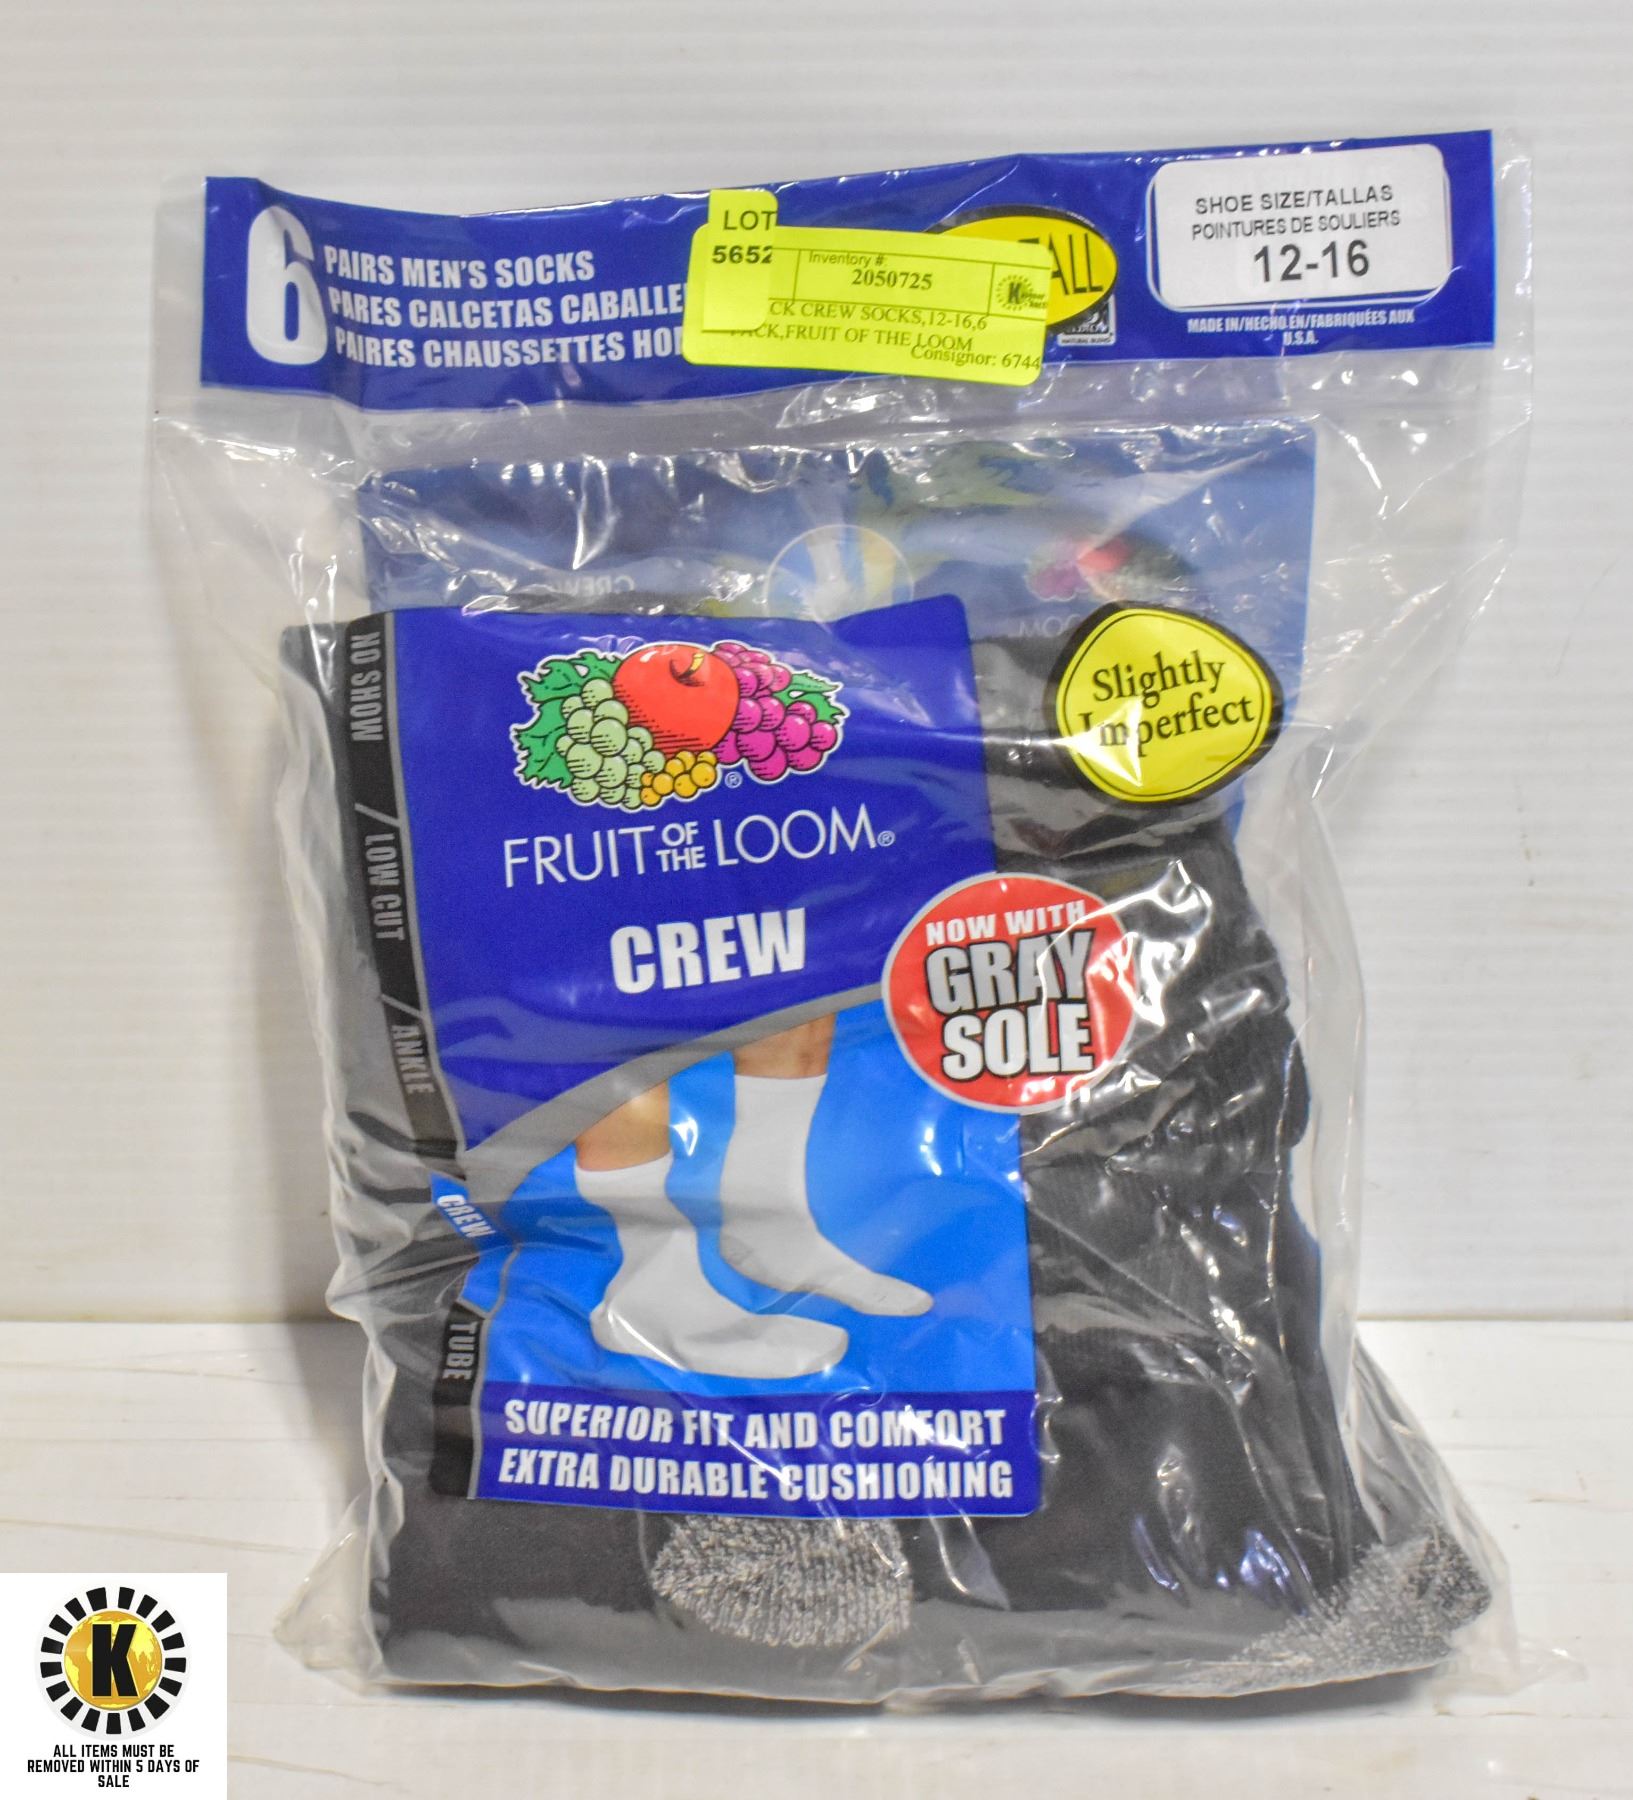 6
PAIRS MEN'S SOCKS
PARES CALCETAS
PAIRES CHAUSSETTES
LOT
5652
Inventory #:
2050725
CREW SOCKS,12-16,6
PACK,FRUIT OF THE LOOM
Consignor: 6744
SHOE SIZE/TALLAS
POINTURES DE SOULIERS
12-16
MADE IN/HECHO EN/FABRIQUÉES AUX
U.S.A.
NO SHOW
/ LOW CUT
/ ANKLE
CREW
TUBE
FRUIT OF THE LOOM®
CREW
Slightly
Imperfect
NOW WITH
GRAY
SOLE
SUPERIOR FIT AND COMFORT
EXTRA DURABLE CUSHIONING
K
ALL ITEMS MUST BE
REMOVED WITHIN 5 DAYS OF
SALE